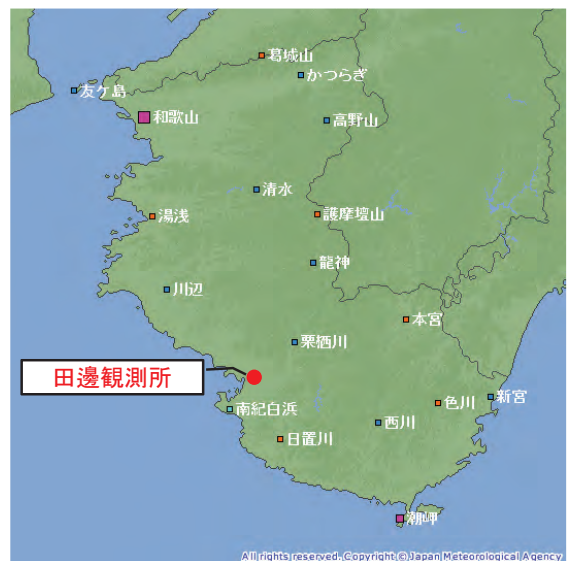 葛城山
かつらぎ
友ケ島
和歌山
高野山
清水
湯浅
護摩壇山
龍神
川辺
本宮
栗栖川
田邊観測所
南紀白浜
色川
新宮
西川
日置川
潮岬
All rights reserved. Copyright © Japan Meteorological Agency